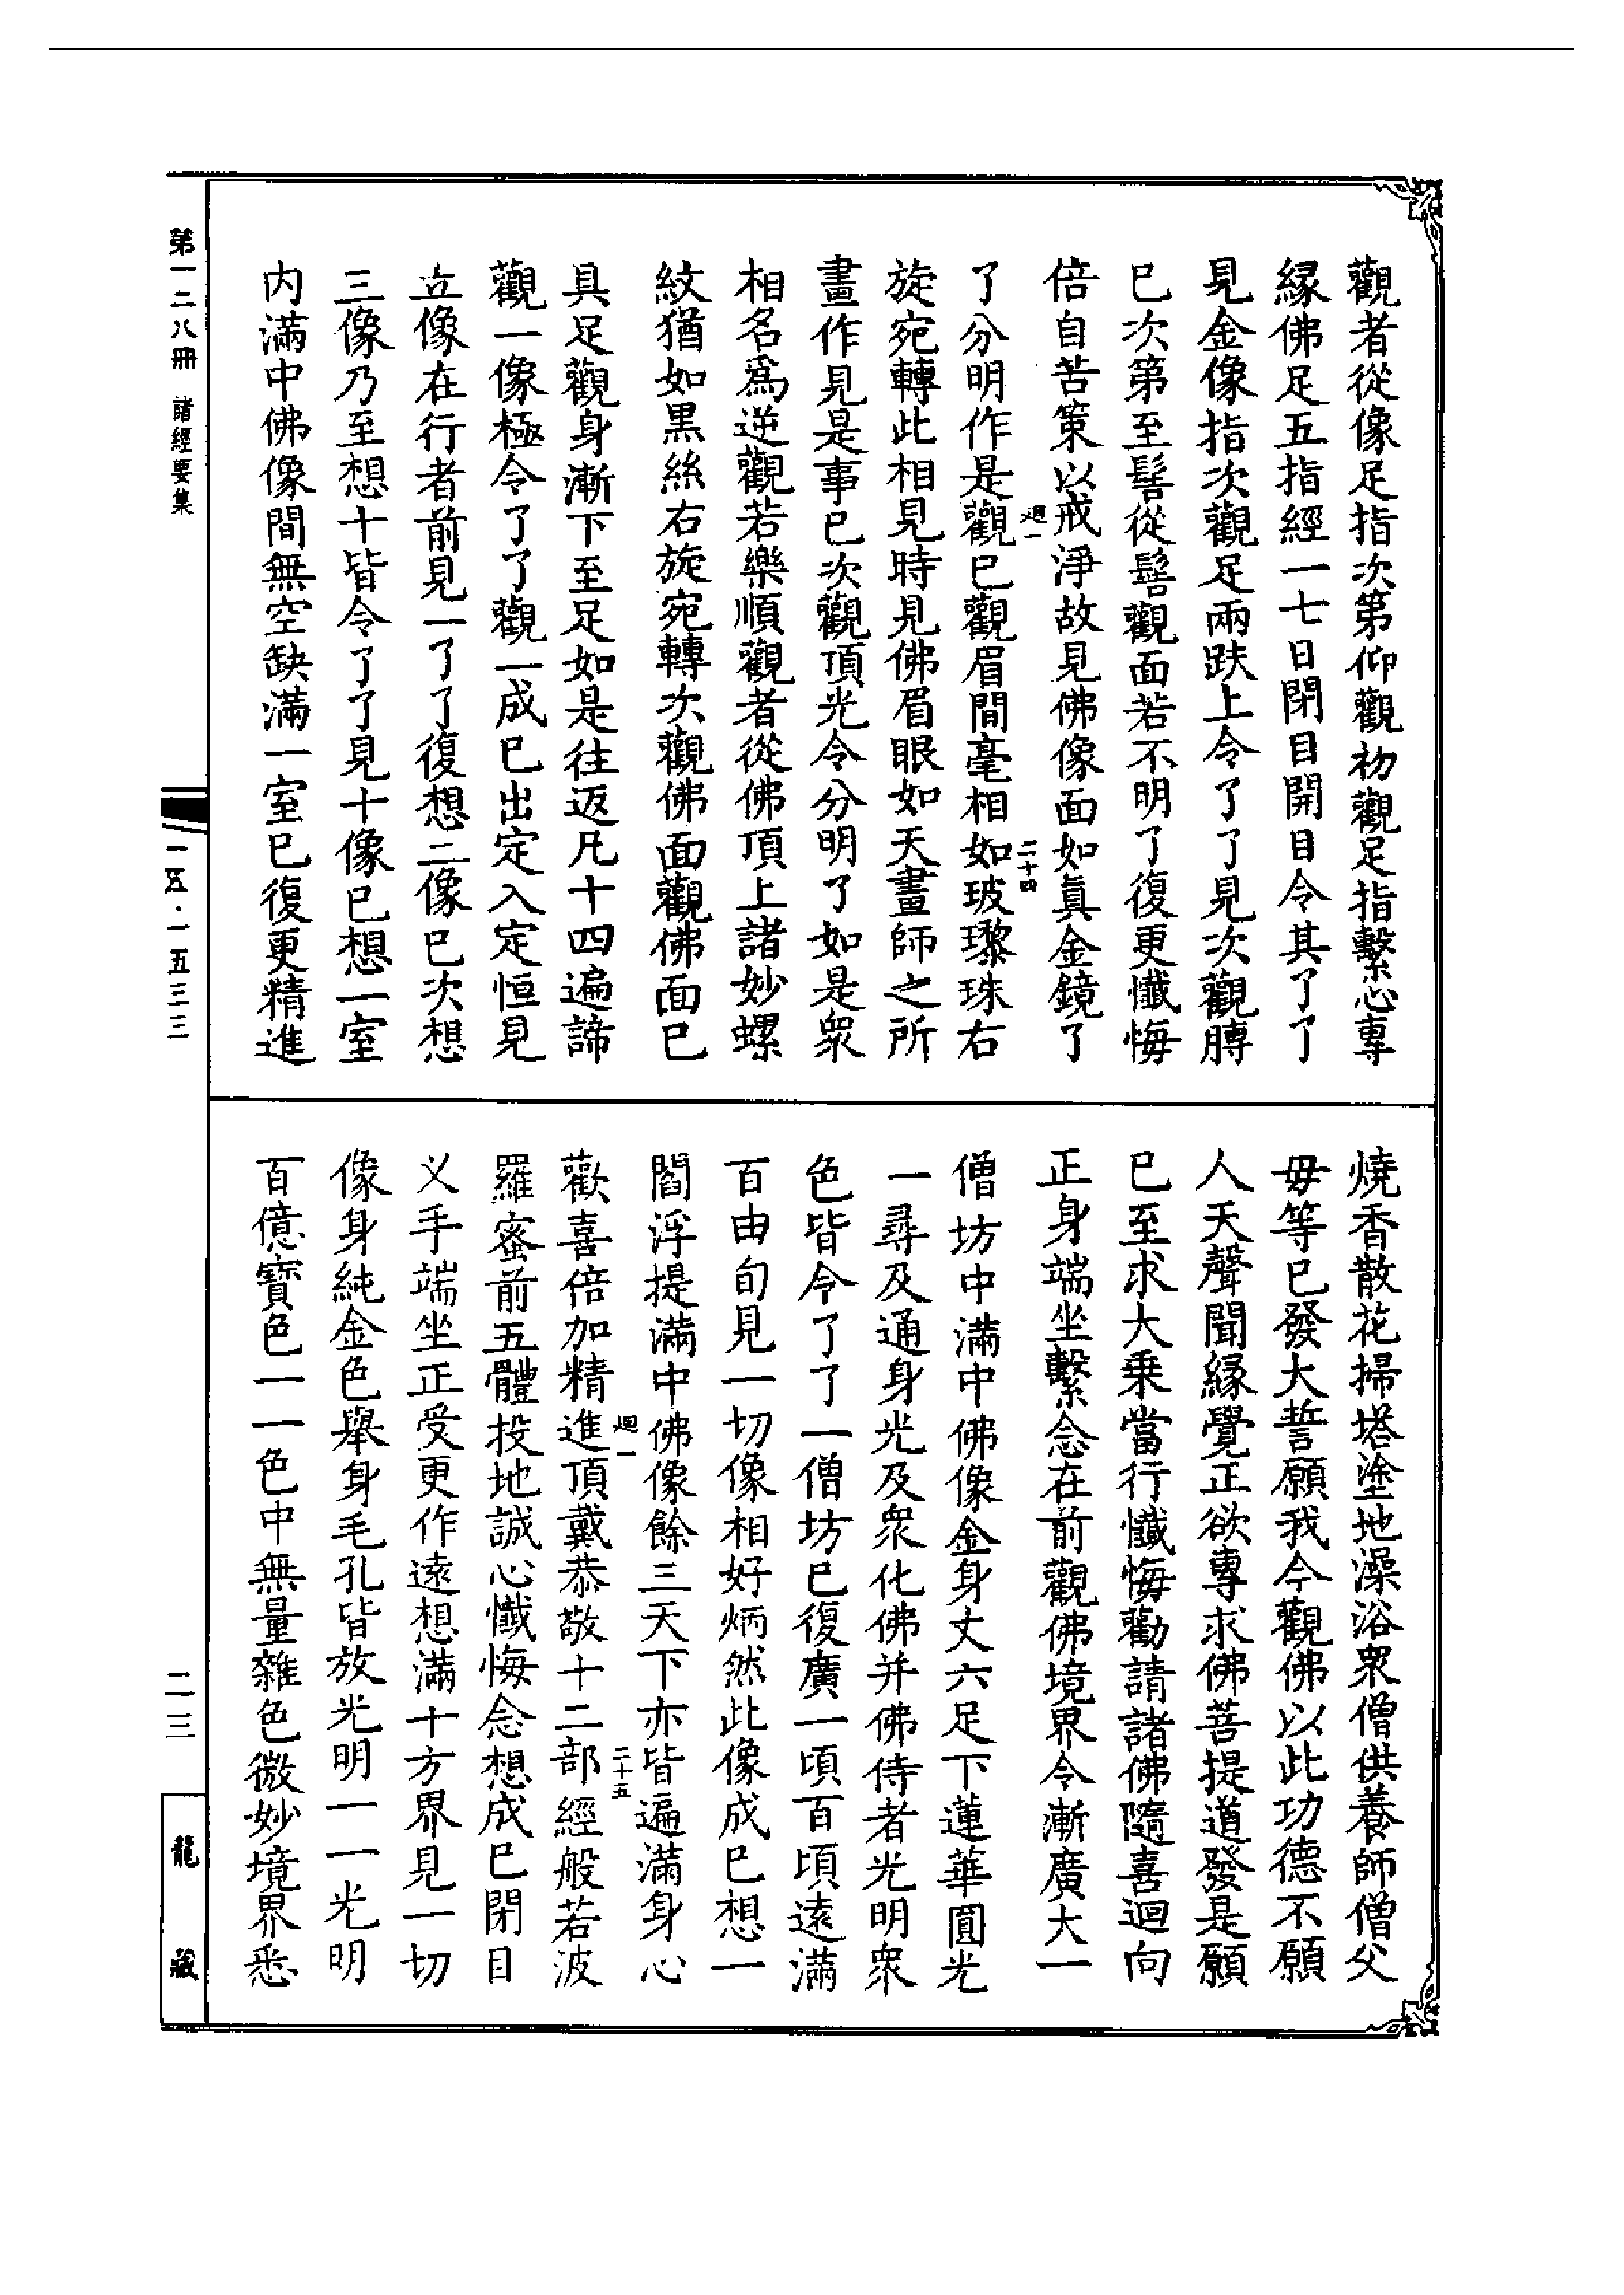 觀者從像足指次第仰觀初觀足指繫心專
緣佛足五指經一七日閉目開目令其了了
見金像指次觀足兩趺上令了了見次觀膊
已次第至髻從髻觀面若不明了復更懺悔
倍自苦策以戒淨故見佛像面如真金鏡了
迴一
二十四
了分明作是觀已觀眉間毫相如玻瓈珠右
旋宛轉此相見時見佛眉眼如天畫師之所
畫作見是事已次觀頂光令分明了如是眾
相名為逆觀若樂順觀者從佛頂上諸妙螺
紋猶如黑絲右旋宛轉次觀佛面觀佛面已
具足觀身漸下至足如是往返凡十四遍諦
觀一像極令了了觀一成已出定入定恒見
立像在行者前見一了了復想二像已次想
三像乃至想十皆令了了見十像已想一室
内滿中佛像間無空缺滿一室已復更精進
燒香散花掃塔塗地澡浴眾僧供養師僧父
毋等已發大誓願我今觀佛以此功德不願
人天聲聞緣覺正欲專求佛菩提道發是願
已至求大乘當行懺悔勸請諸佛隨喜迴向
正身端坐繫念在前觀佛境界令漸廣大一
僧坊中滿中佛像金身丈六足下蓮華圓光
一尋及通身光及眾化佛并佛侍者光明眾
色皆令了了一僧坊已復廣一頃百頃遠滿
百由旬見一切像相好炳然此像成已想一
閻浮提滿中佛像餘三天下亦皆遍滿身心
迴一
二十五
歡喜倍加精進頂戴恭敬十二部經般若波
羅蜜前五體投地誠心懺悔念想成已閉目
义手端坐正受更作遠想滿十方界見一切
像身純金色舉身毛孔皆放光明一一光明
百億寶色一一色中無量雜色微妙境界悉
第一二八冊 諸經要集
一五·一五三三
二三
龍藏